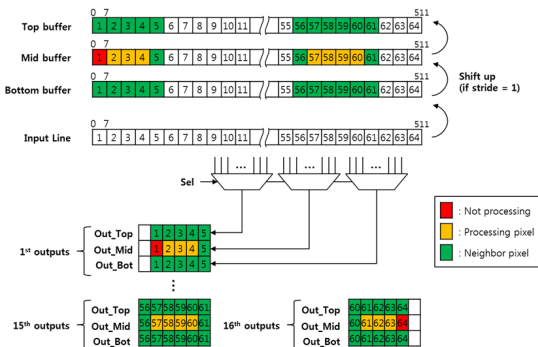 0 7 511
Top buffer 1 2 3 4 5 6 7 8 9 10 11 55 56 57 58 59 60 61 62 63 64
0 7 511
Mid buffer 1 2 3 4 5 6 7 8 9 10 11 55 56 57 58 59 60 61 62 63 64
Shift up
(if stride = 1)
0 7 511
Bottom buffer 1 2 3 4 5 6 7 8 9 10 11 55 56 57 58 59 60 61 62 63 64
0 7 511
Input Line 1 2 3 4 5 6 7 8 9 10 11 55 56 57 58 59 60 61 62 63 64
... ... ...
Sel
1st outputs
Out_Top 1 2 3 4 5
Out_Mid 1 2 3 4 5
Out_Bot 1 2 3 4 5
: Not processing
: Processing pixel
: Neighbor pixel
15th outputs
Out_Top 56 57 58 59 60 61
Out_Mid 56 57 58 59 60 61
Out_Bot 56 57 58 59 60 61
16th outputs
Out_Top 60 61 62 63 64
Out_Mid 60 61 62 63 64
Out_Bot 60 61 62 63 64